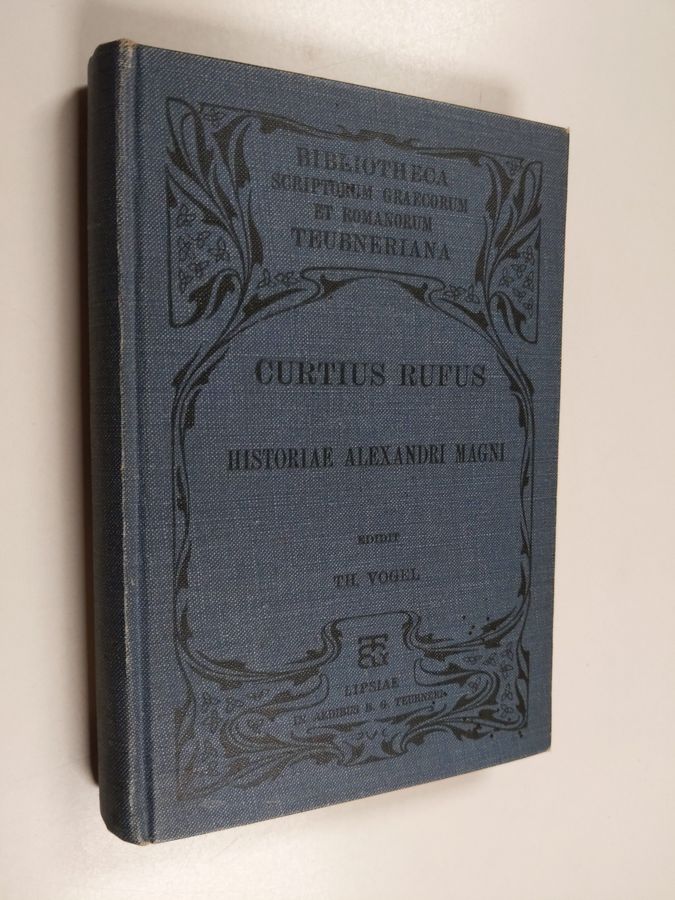 BIBLIOTHECA
SCRIPTORUM GRAECORUM
ET ROMANORUM
TEUBNERIANA
CURTIUS RUFUS
HISTORIAE ALEXANDRI MAGNI
EDIDIT
TH. VOGEL
LIPSIAE
IN AEDIBUS B. G. TEUBNERI